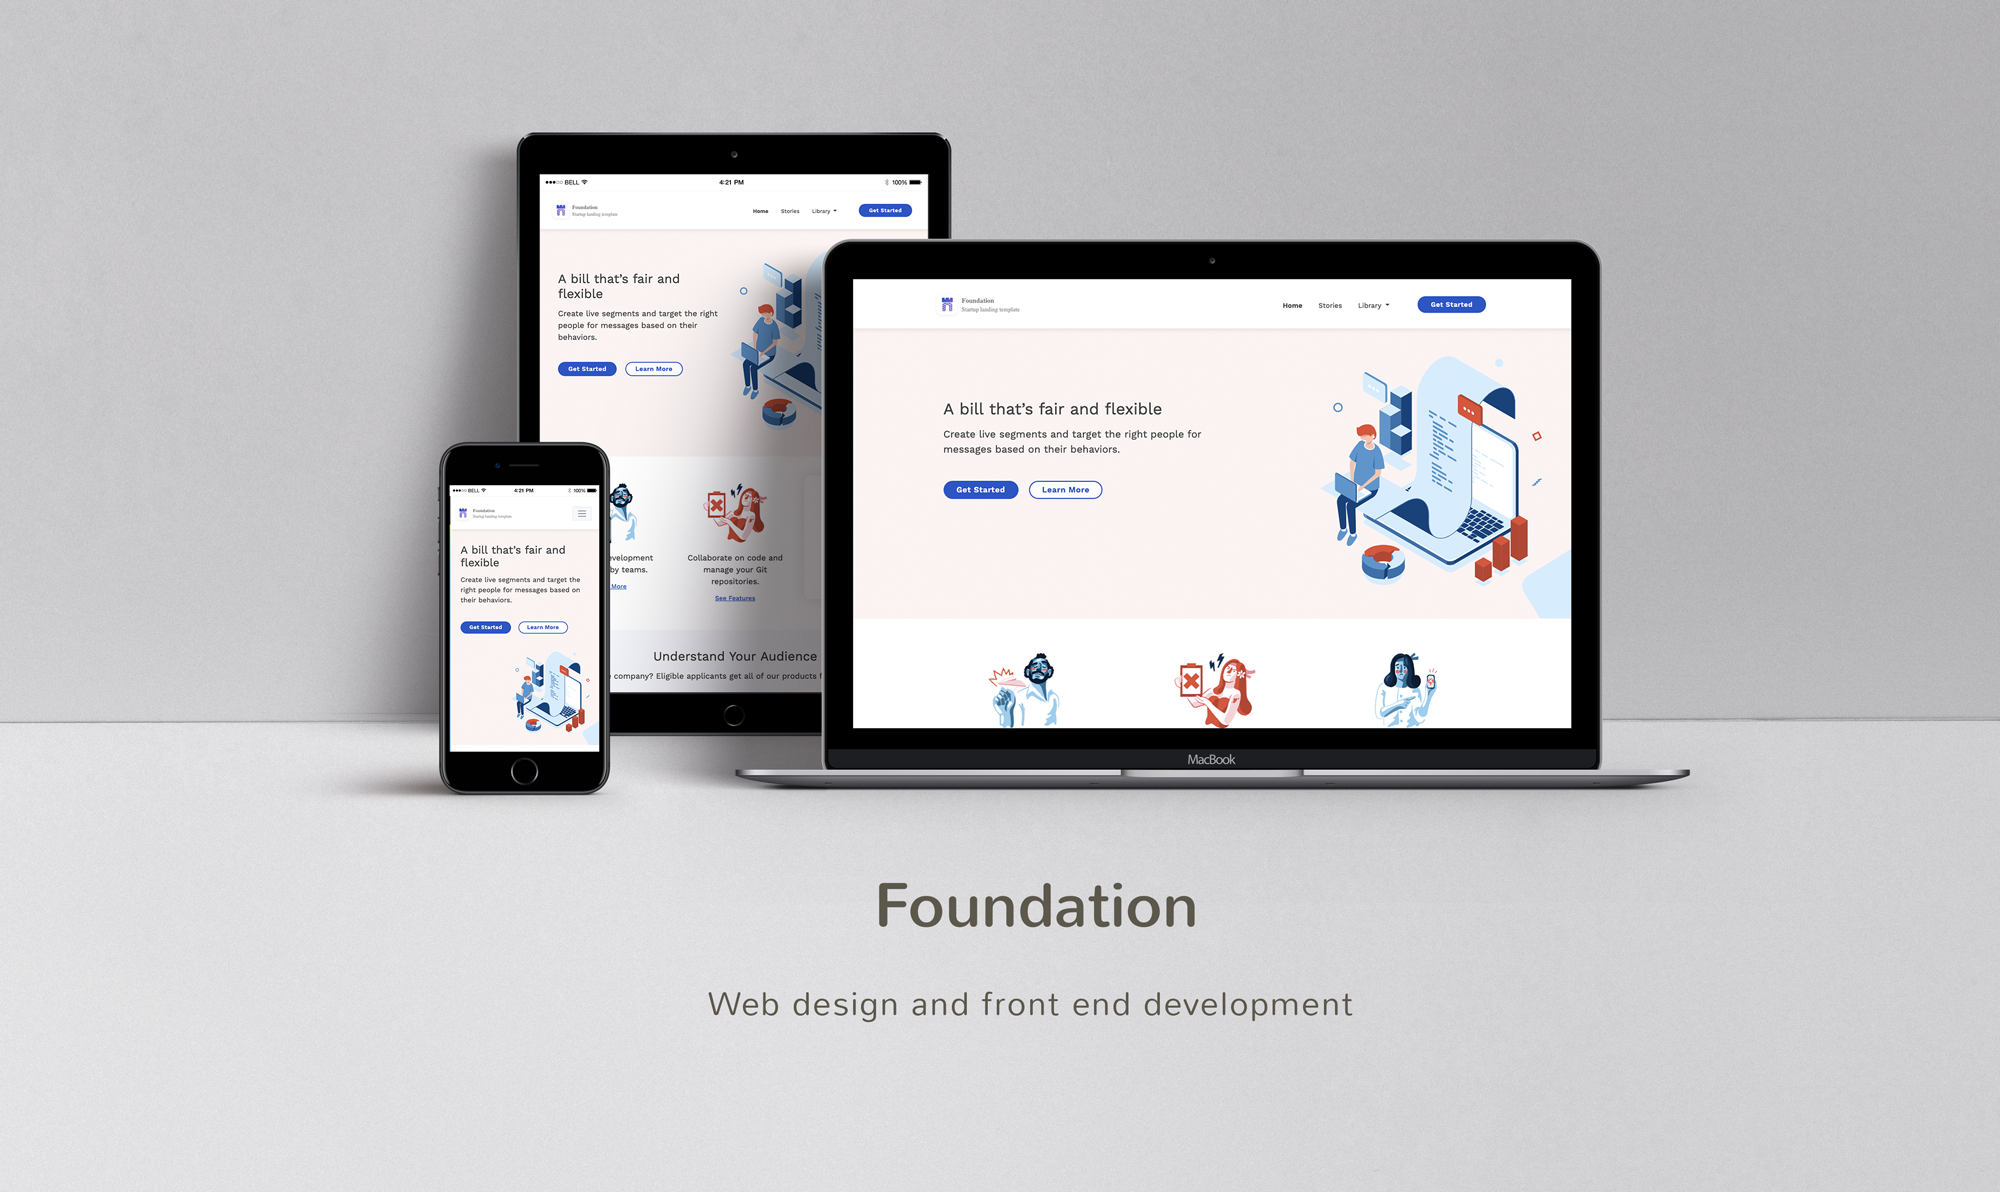 BELL
4:21 PM
100%
Foundation
Startup landing template
Home
Stories
Library
Get Started
A bill that's fair and
flexible
Create live segments and target the right
people for messages based on their
behaviors.
Get Started
Learn More
evelopment
by teams.
More
Collaborate on code and
manage your Git
repositories.
See Features
Understand Your Audience
company? Eligible applicants get all of our products
BELL
4:21 PM
100%
Foundation
Startup landing template
A bill that's fair and
flexible
Create live segments and target the
right people for messages based on
their behaviors.
Get Started
Learn More
Foundation
Startup landing template
Home
Stories
Library
Get Started
A bill that's fair and flexible
Create live segments and target the right people for
messages based on their behaviors.
Get Started
Learn More
MacBook
Foundation
Web design and front end development